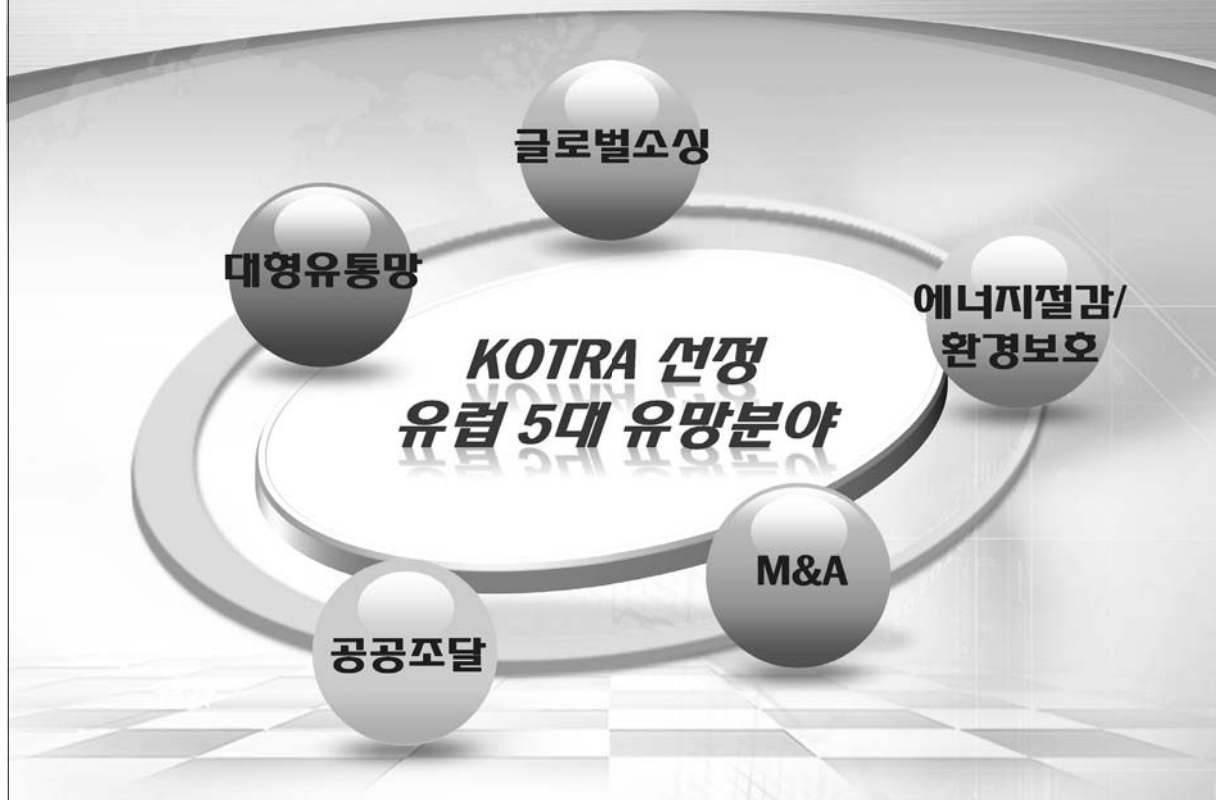 글로벌소싱
대형유통망
에너지절감/
환경보호
KOTRA 선정
유럽 5대 유망분야
M&A
공공조달